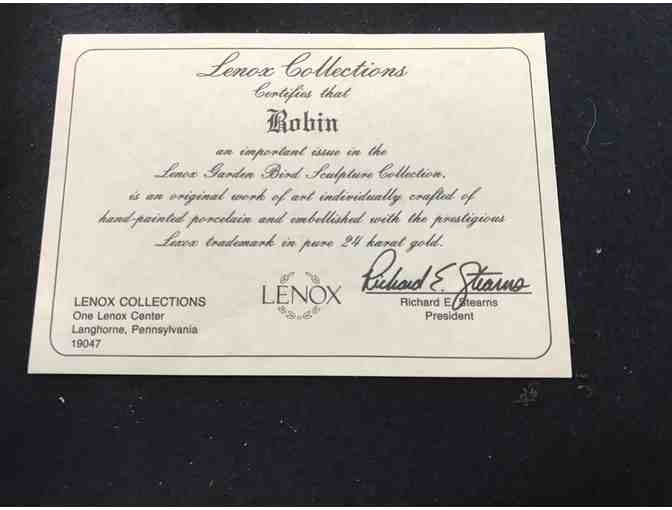 Lenox Collections
Certifies that
Robin
an important issue in the
Lenox Garden Bird Sculpture Collection,
is an original work of art individually crafted of
hand-painted porcelain and embellished with the prestigious
Lenox trademark in pure 24 karat gold.
Richard E. Stearns
LENOX COLLECTIONS
One Lenox Center
Langhorne, Pennsylvania
19047
LENOX
Richard E. Stearns
President